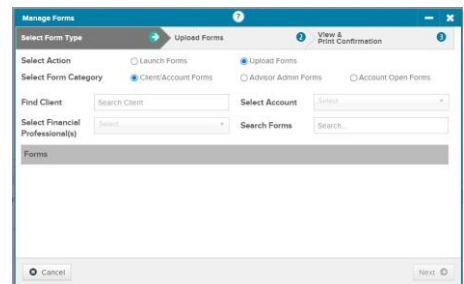 Manage Forms ?
Select Form Type Upload Forms 2 View & Print Confirmation 3
Select Action Launch Forms Upload Forms
Select Form Category Client/Account Forms Advisor Admin Forms Account Open Forms
Find Client Search Client Select Account Select
Select Financial Professional(s) Select... Search Forms Search...
Forms
Cancel Next